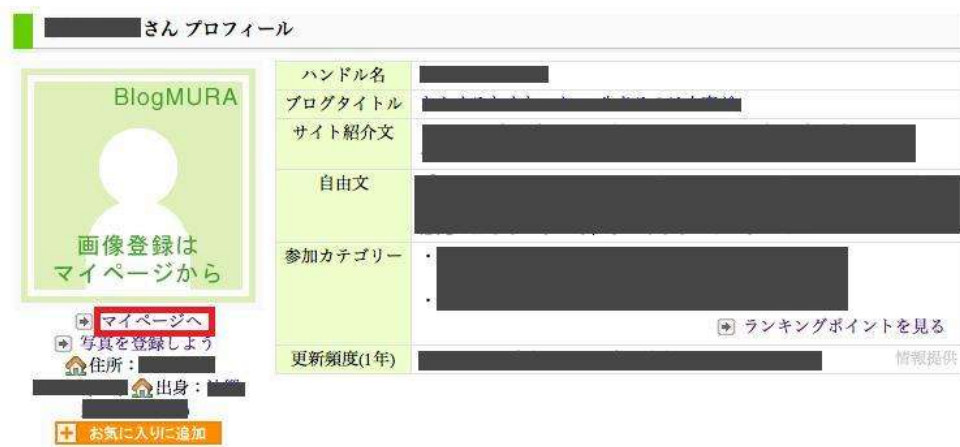 さん プロフィール
BlogMURA
画像登録は
マイページから
マイページへ
写真を登録しよう
住所：
出身：
お気に入りに追加
ハンドル名
ブログタイトル
サイト紹介文
自由文
参加カテゴリー
・
・
ランキングポイントを見る
更新頻度(1年)
情報提供